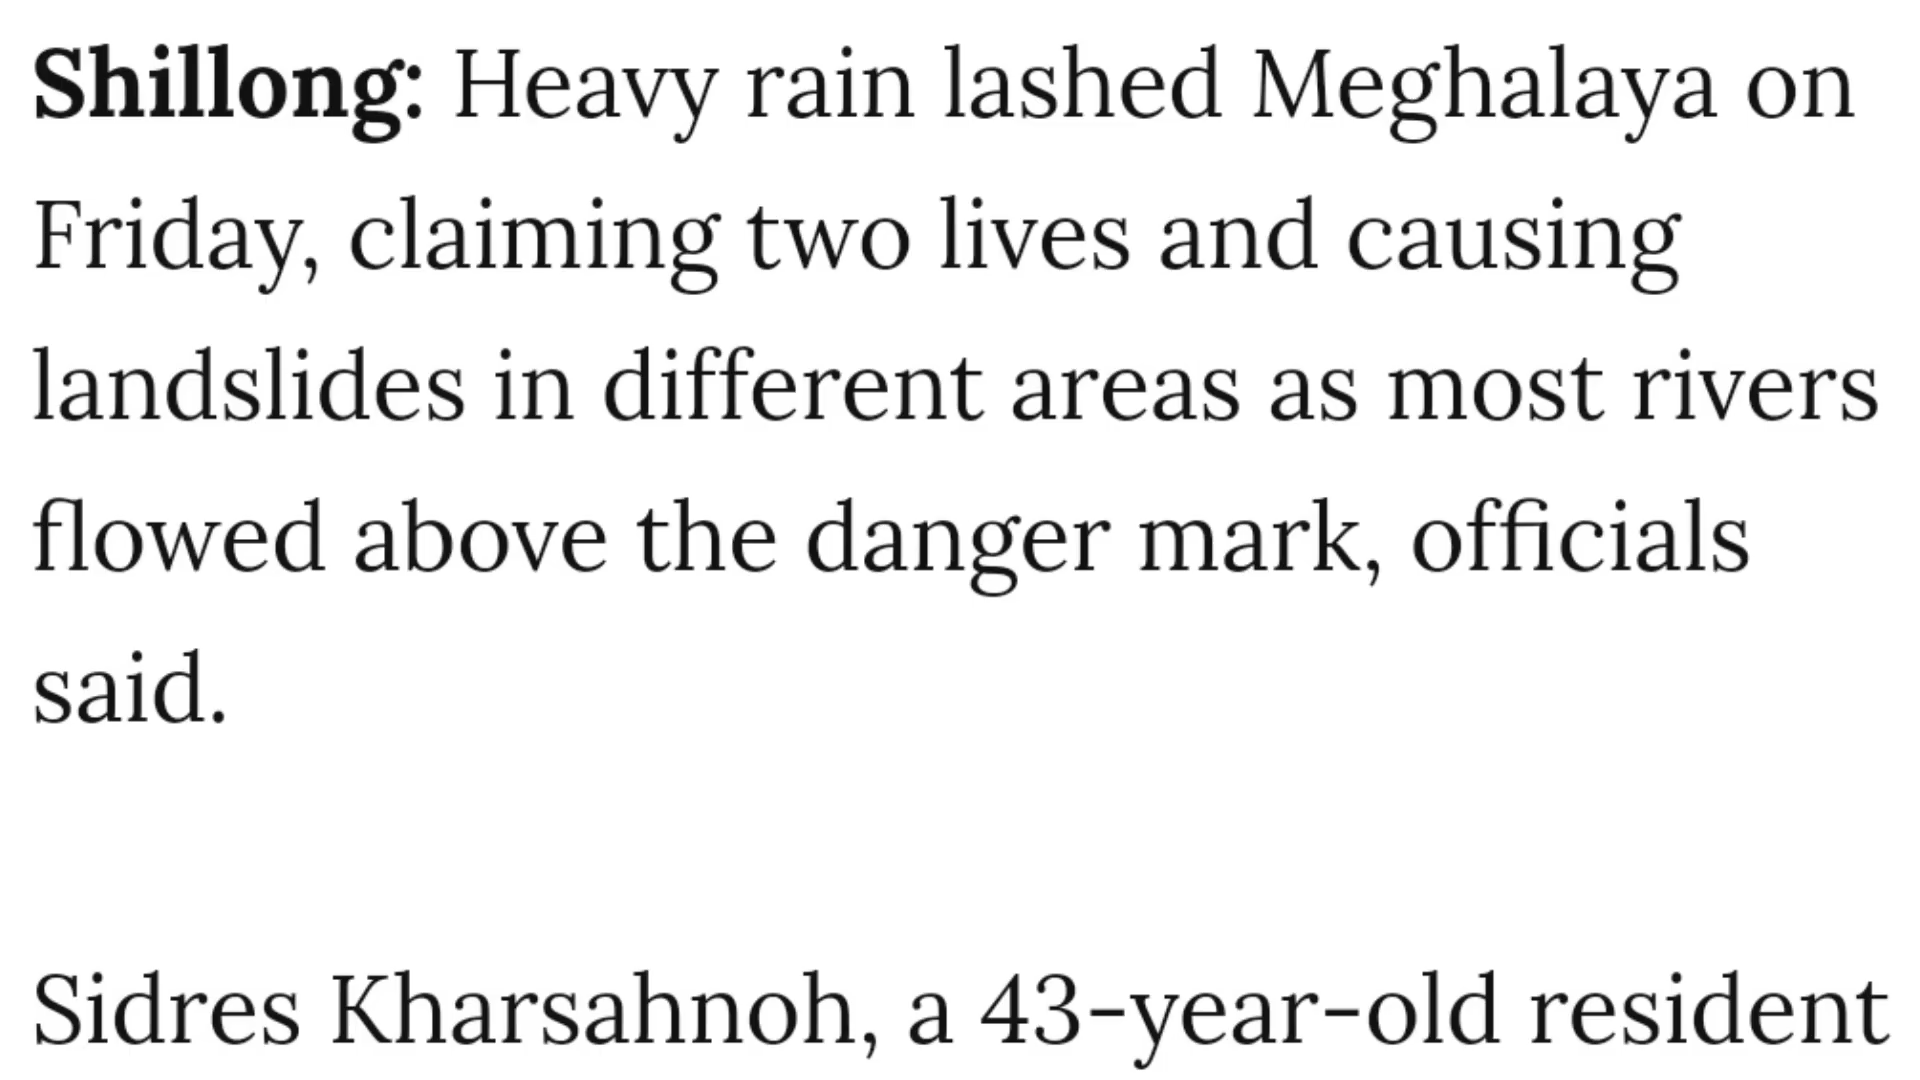 Shillong: Heavy rain lashed Meghalaya on
Friday, claiming two lives and causing
landslides in different areas as most rivers
flowed above the danger mark, officials
said.
Sidres Kharsahnoh, a 43-year-old resident